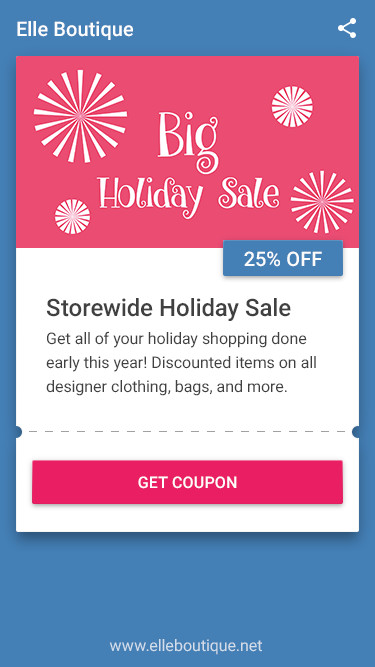 Elle Boutique
Big
Holiday Sale
25% OFF
Storewide Holiday Sale
Get all of your holiday shopping done
early this year! Discounted items on all
designer clothing, bags, and more.
GET COUPON
www.elleboutique.net